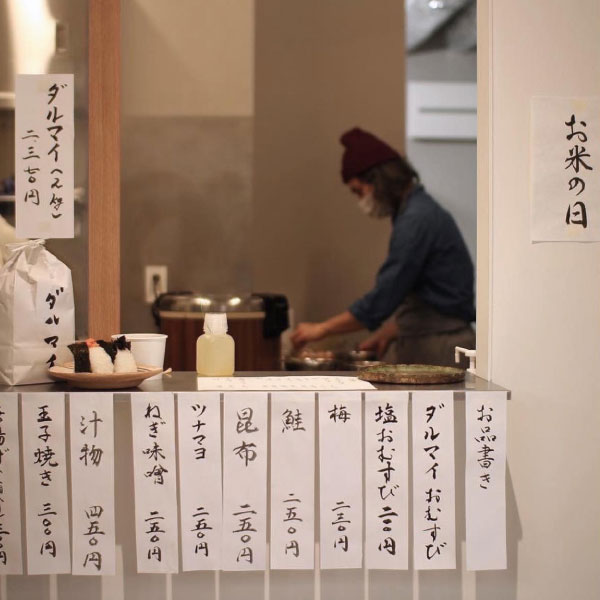 お米の日
ダルマイ(2kg)
二、三七〇円
ダルマイ
お品書き
ダルマイおむすび
塩おむすび 二一〇円
梅 二三〇円
鮭 二五〇円
昆布 二五〇円
ツナマヨ 二五〇円
ねぎ味噌 二五〇円
汁物 四五〇円
玉子焼き 三〇〇円